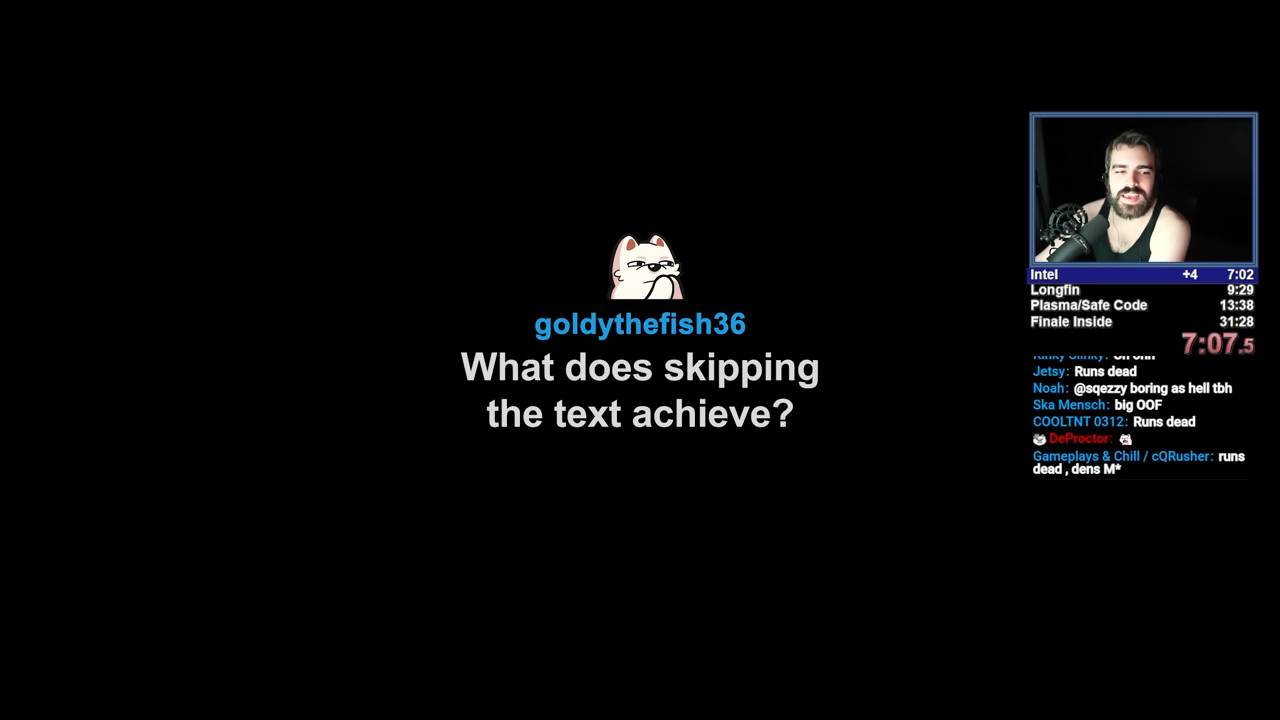 goldythefish36
What does skipping
the text achieve?
Intel +4 7:02
Longfin 9:29
Plasma/Safe Code 13:38
Finale Inside 31:28
7:07.5
Jetsy: Runs dead
Noah: @sqezzy boring as hell tbh
Ska Mensch: big OOF
COOLTNT 0312: Runs dead
DeProctor:
Gameplays & Chill / cQRusher: runs
dead , dens M*